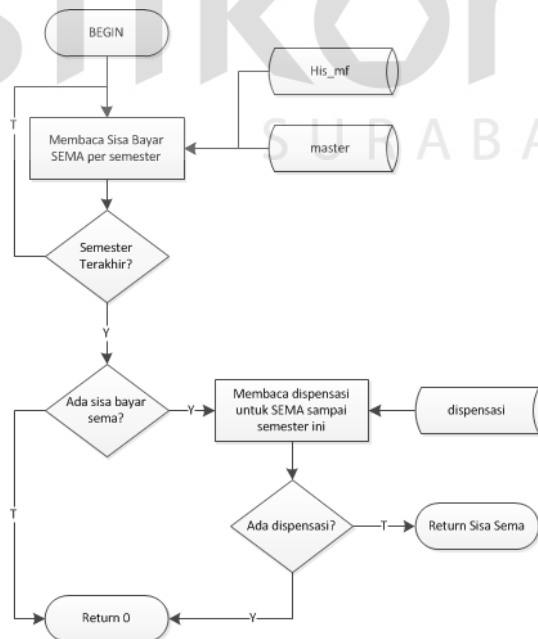 BEGIN
His_mf
T
Membaca Sisa Bayar
SEMA per semester
master
SURABA
Semester
Terakhir?
Y
Ada sisa bayar
sema?
Y
Membaca dispensasi
untuk SEMA sampai
semester ini
dispensasi
T
Ada dispensasi?
T
Return Sisa Sema
Return 0
Y